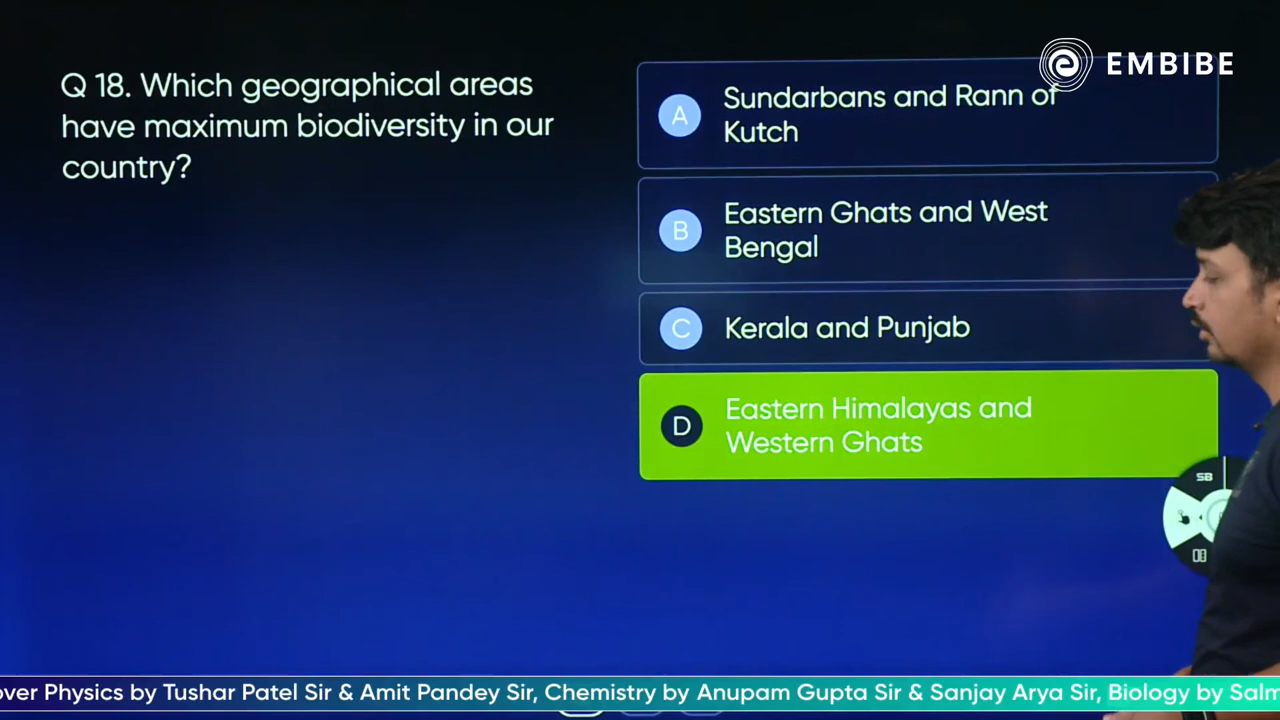 EMBIBE
Q 18. Which geographical areas
have maximum biodiversity in our
country?
A
Sundarbans and Rann of
Kutch
B
Eastern Ghats and West
Bengal
C
Kerala and Punjab
D
Eastern Himalayas and
Western Ghats
SB
over Physics by Tushar Patel Sir & Amit Pandey Sir, Chemistry by Anupam Gupta Sir & Sanjay Arya Sir, Biology by Salm